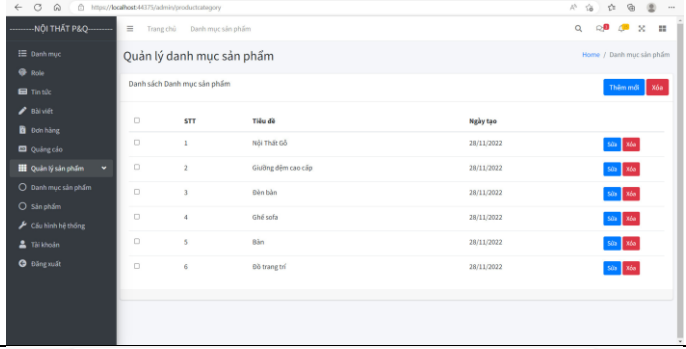 https://localhost:44375/admin/productcategory
----------NỘI THẤT P&Q----------
Trang chủ Danh mục sản phẩm
Danh mục
Role
Tin tức
Bài viết
Đơn hàng
Quảng cáo
Quản lý sản phẩm
Danh mục sản phẩm
Sản phẩm
Cấu hình hệ thống
Tài khoản
Đăng xuất
Quản lý danh mục sản phẩm
Home / Danh mục sản phẩm
Danh sách Danh mục sản phẩm
Thêm mới Xóa
STT Tiêu đề Ngày tạo
1 Nội Thất Gỗ 28/11/2022 Sửa Xóa
2 Giường đệm cao cấp 28/11/2022 Sửa Xóa
3 Đèn bàn 28/11/2022 Sửa Xóa
4 Ghế sofa 28/11/2022 Sửa Xóa
5 Bàn 28/11/2022 Sửa Xóa
6 Đồ trang trí 28/11/2022 Sửa Xóa